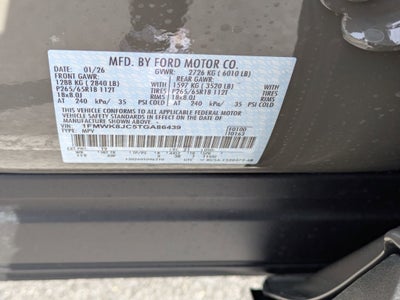 MFD. BY FORD MOTOR CO.
01/26 GVWR: 2726 KG ( 6010 LB)
FRONT GAWR: REAR GAWR:
1288 KG ( 2840 LB) 1597 KG ( 3520 LB)
P265/65R18 112T P265/65R18 112T
18x8.0J 18x8.0J
AT 240 kPa/ 35 PSI COLD AT 240 kPa/ 35 PSI COLD
THIS VEHICLE CONFORMS TO ALL APPLICABLE FEDERAL MOTOR
VEHICLE SAFETY STANDARDS IN EFFECT ON THE DATE OF MANUFACTURE
SHOWN ABOVE.
VIN: 1FMWK8JC5TGA86439 F0100
TYPE: MPV T0163